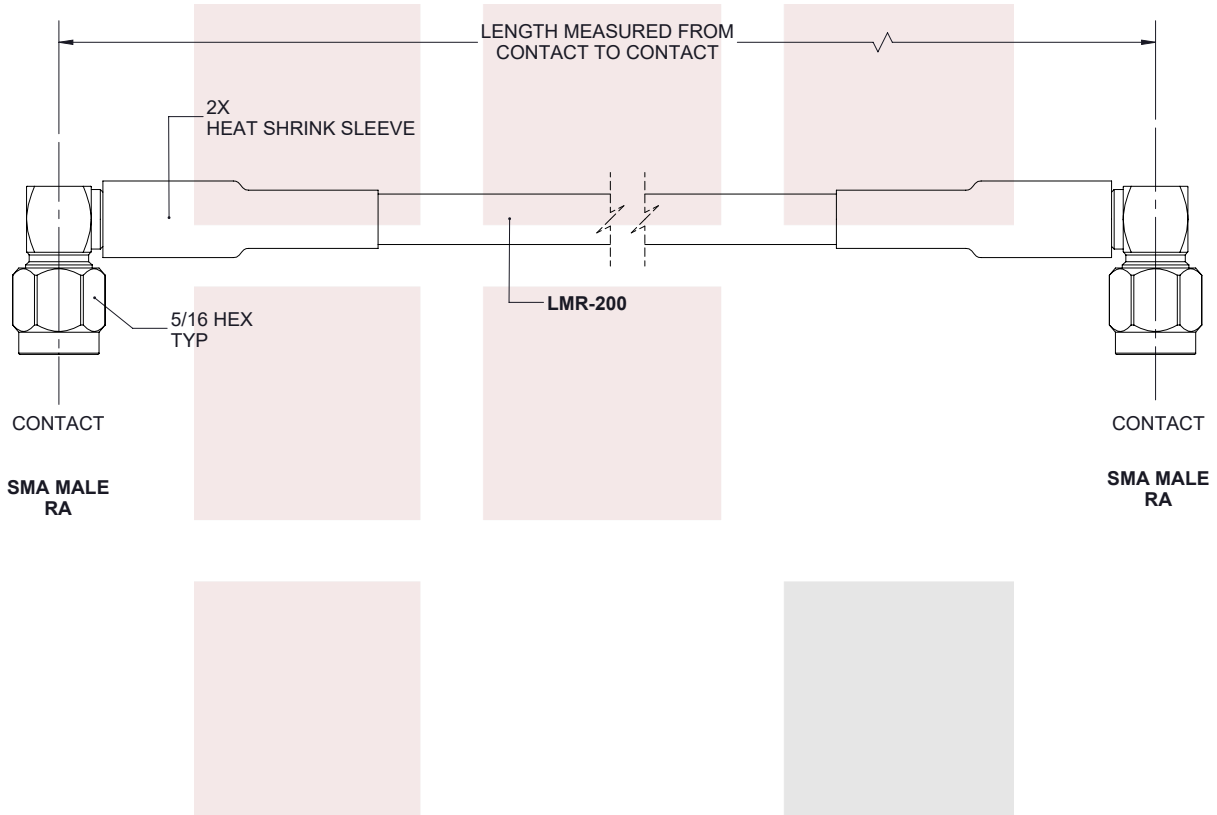 LENGTH MEASURED FROM
CONTACT TO CONTACT
2X
HEAT SHRINK SLEEVE
LMR-200
5/16 HEX
TYP
CONTACT
CONTACT
SMA MALE
RA
SMA MALE
RA